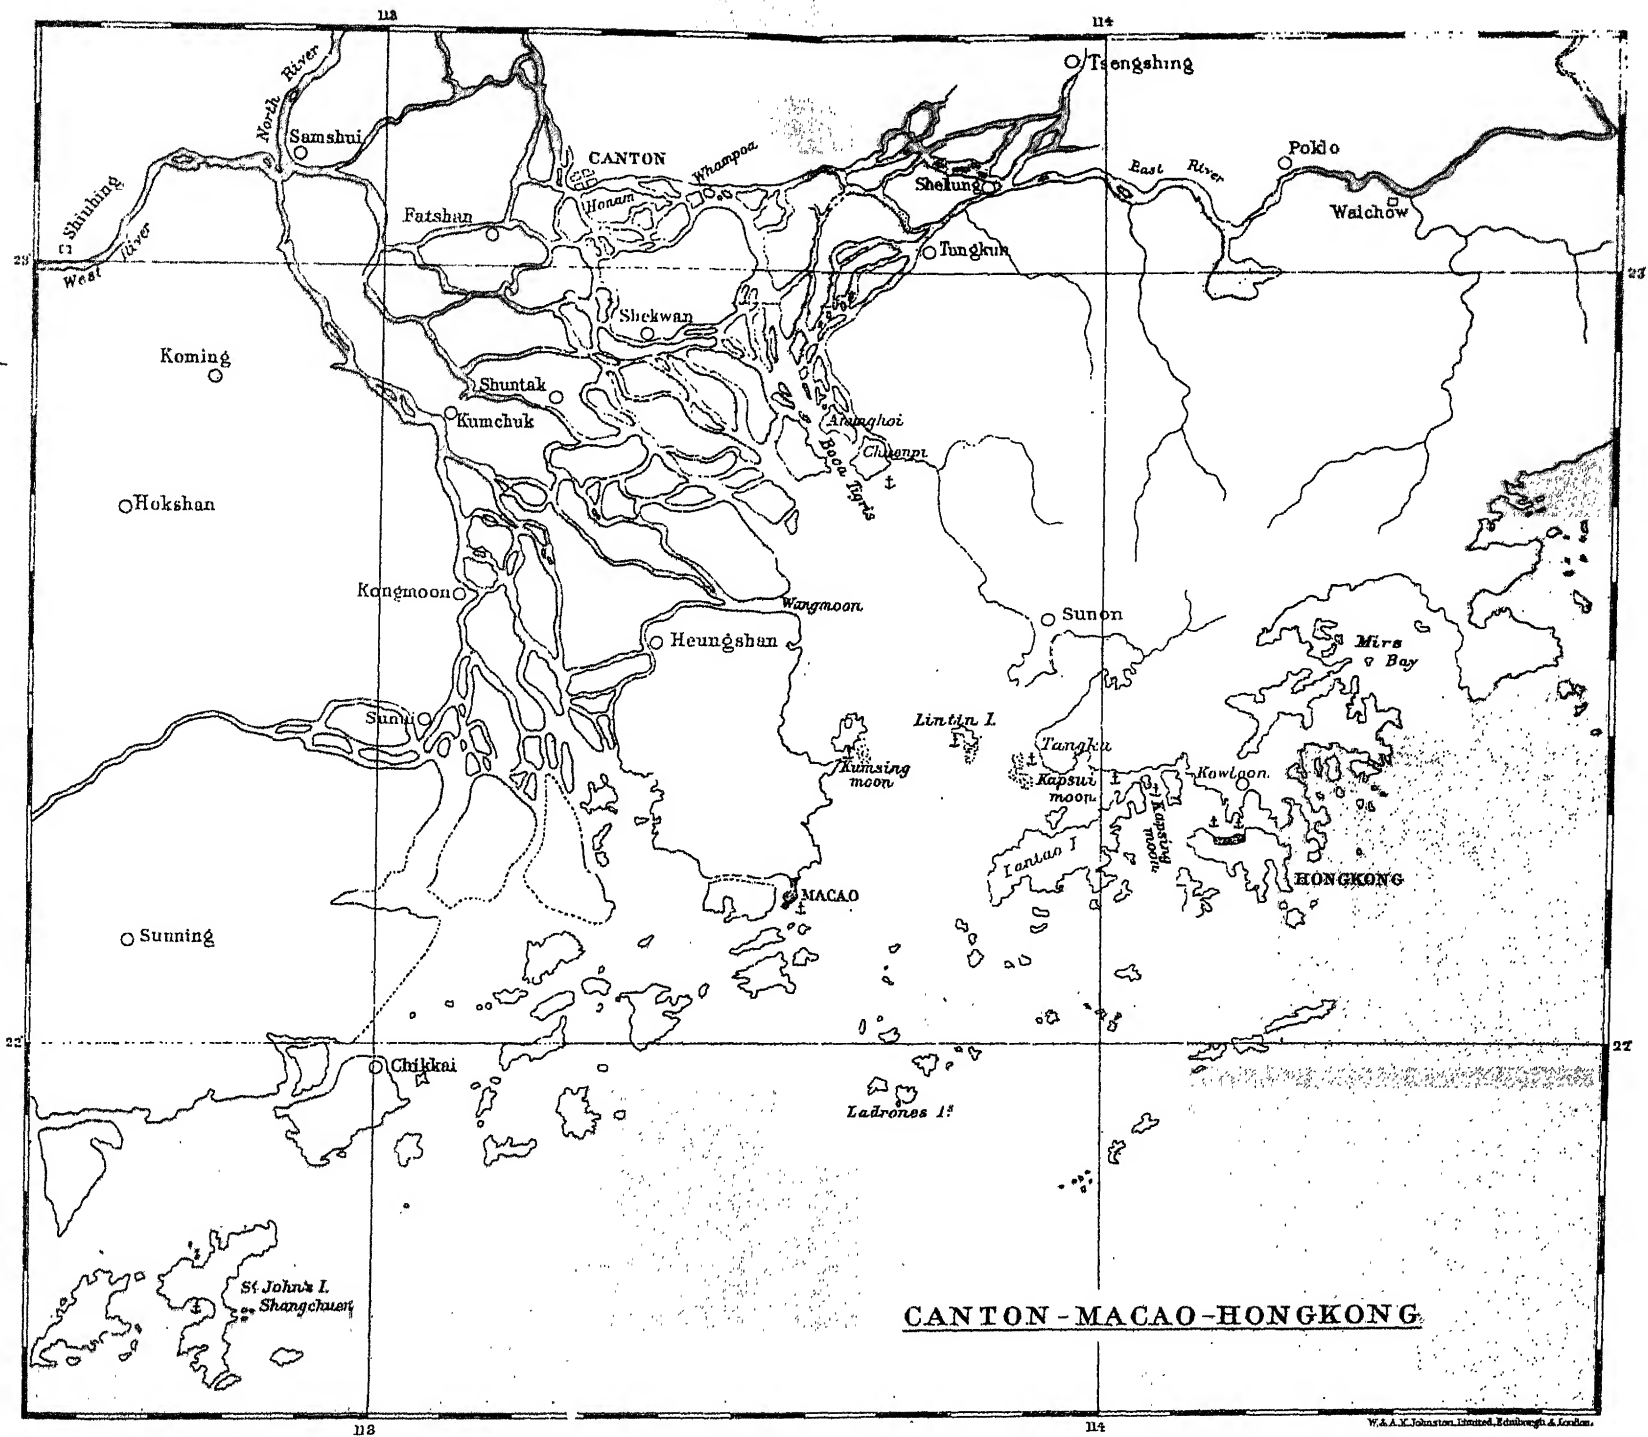 113
114
North River
Tsengshing
Samshui
CANTON
Whampoa
Poklo
East River
Shelung
Shiuhing
Honam
Waichow
Fatshan
Tungkun
23
23
West River
Shekwan
Koming
Shuntak
Kumchuk
Anunghoi
Chuenpi
Boca Tigris
Hokshan
Kongmoon
Wangmoon
Sunon
Heungshan
Mirs
Bay
Sunui
Lintin I.
Tangku
Kumsing
moon
Kapsui
moon
Kowloon
Kapsing
moon
Lantao I
HONGKONG
MACAO
Sunning
22
22
Chikkai
Ladrones Is
St. John's I.
Shangchuen
CANTON-MACAO-HONGKONG
113
114
W. & A.K. Johnston, Limited, Edinburgh & London.